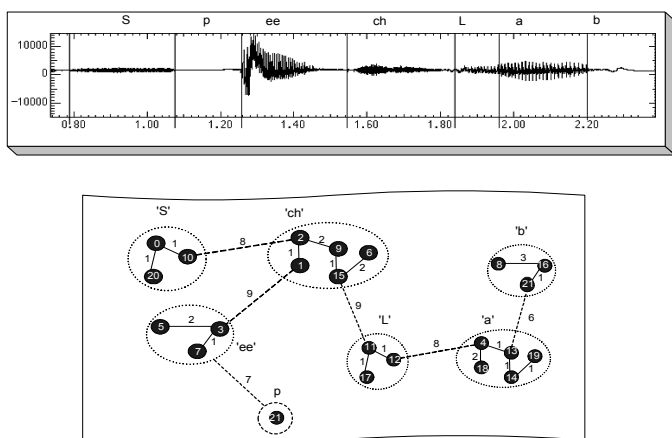 S p ee ch L a b
10000
0
-10000
0.80 1.00 1.20 1.40 1.60 1.80 2.00 2.20
'S' 'ch' 'b'
0 1 10 1 20
8
2 2 9 6 1 1 1 15 2
8 3 16 21 1
9
5 2 3 7 1 'ee'
9
'L'
11 1 12 1 17
8
'a'
4 1 13 19 2 18 1 14 1
6
7
p
21